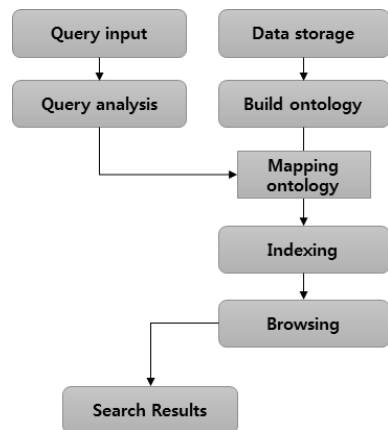 Query input
Data storage
Query analysis
Build ontology
Mapping
ontology
Indexing
Browsing
Search Results